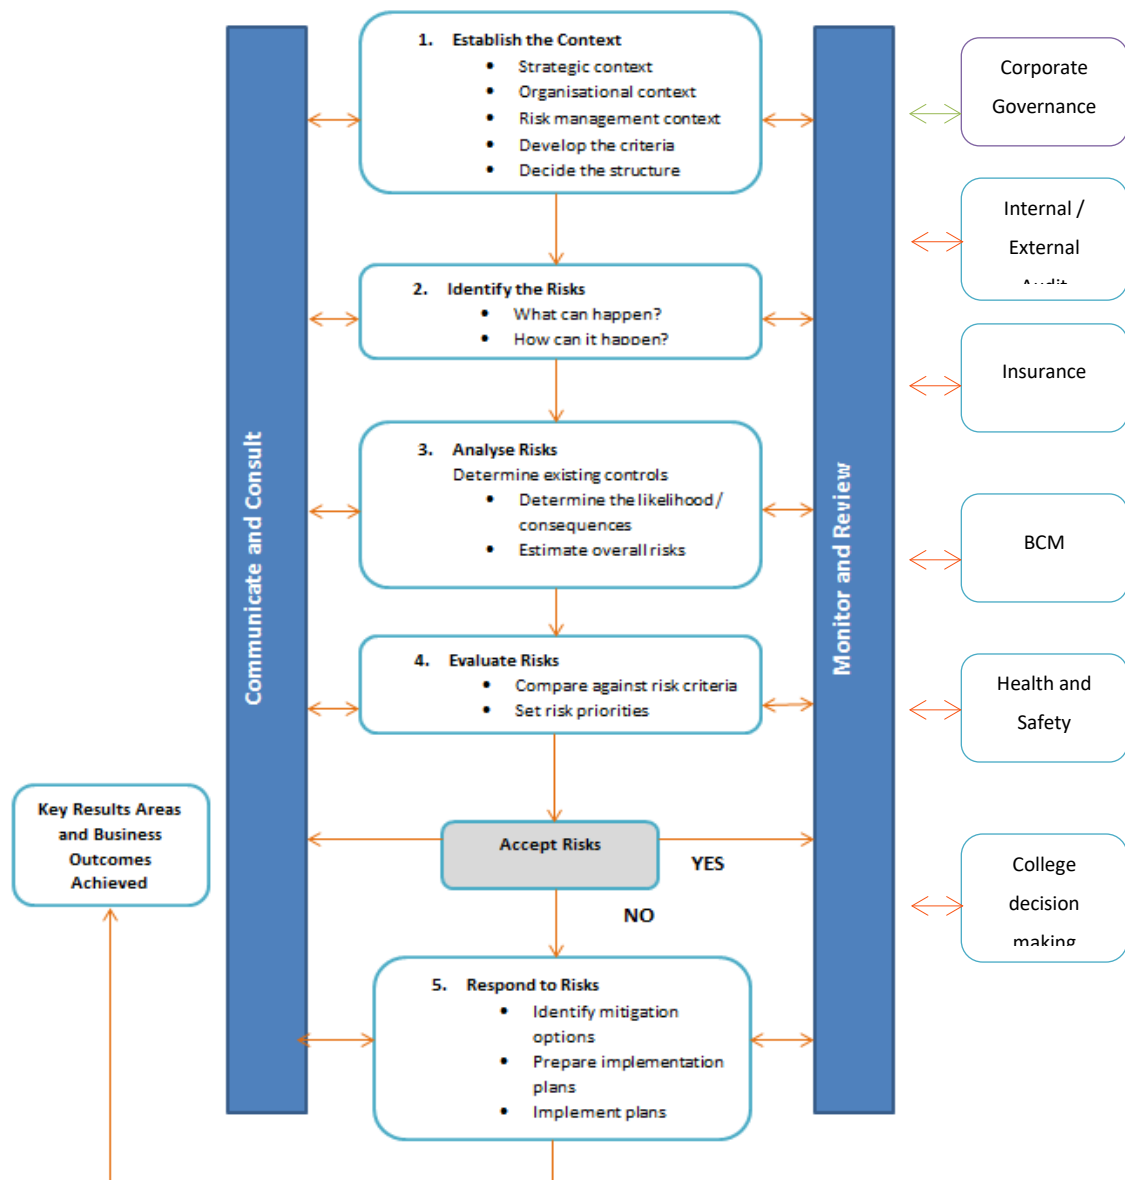 1. Establish the Context
• Strategic context
• Organisational context
• Risk management context
• Develop the criteria
• Decide the structure
2. Identify the Risks
• What can happen?
• How can it happen?
3. Analyse Risks
Determine existing controls
• Determine the likelihood /
consequences
• Estimate overall risks
4. Evaluate Risks
• Compare against risk criteria
• Set risk priorities
Accept Risks
YES
NO
5. Respond to Risks
• Identify mitigation
options
• Prepare implementation
plans
• Implement plans
Communicate and Consult
Monitor and Review
Key Results Areas
and Business
Outcomes
Achieved
Corporate
Governance
Internal /
External
Audit
Insurance
BCM
Health and
Safety
College
decision
making